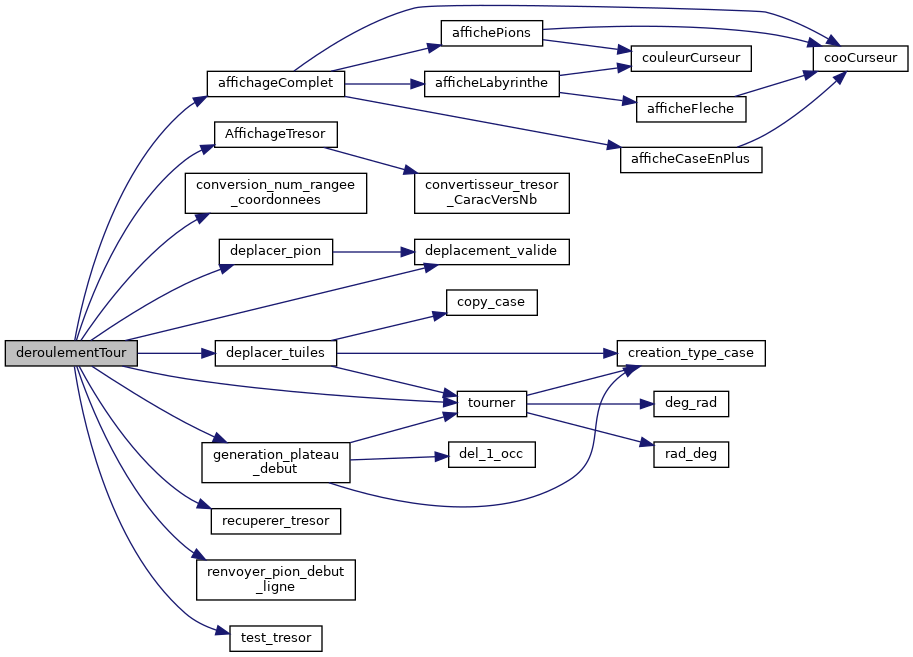 affichePions
couleurCurseur
cooCurseur
affichageComplet
afficheLabyrinthe
afficheFleche
AffichageTresor
afficheCaseEnPlus
conversion_num_rangee
_coordonnees
convertisseur_tresor
_CaracVersNb
deplacer_pion
deplacement_valide
copy_case
deroulementTour
deplacer_tuiles
creation_type_case
tourner
deg_rad
generation_plateau
_debut
del_1_occ
rad_deg
recuperer_tresor
renvoyer_pion_debut
_ligne
test_tresor